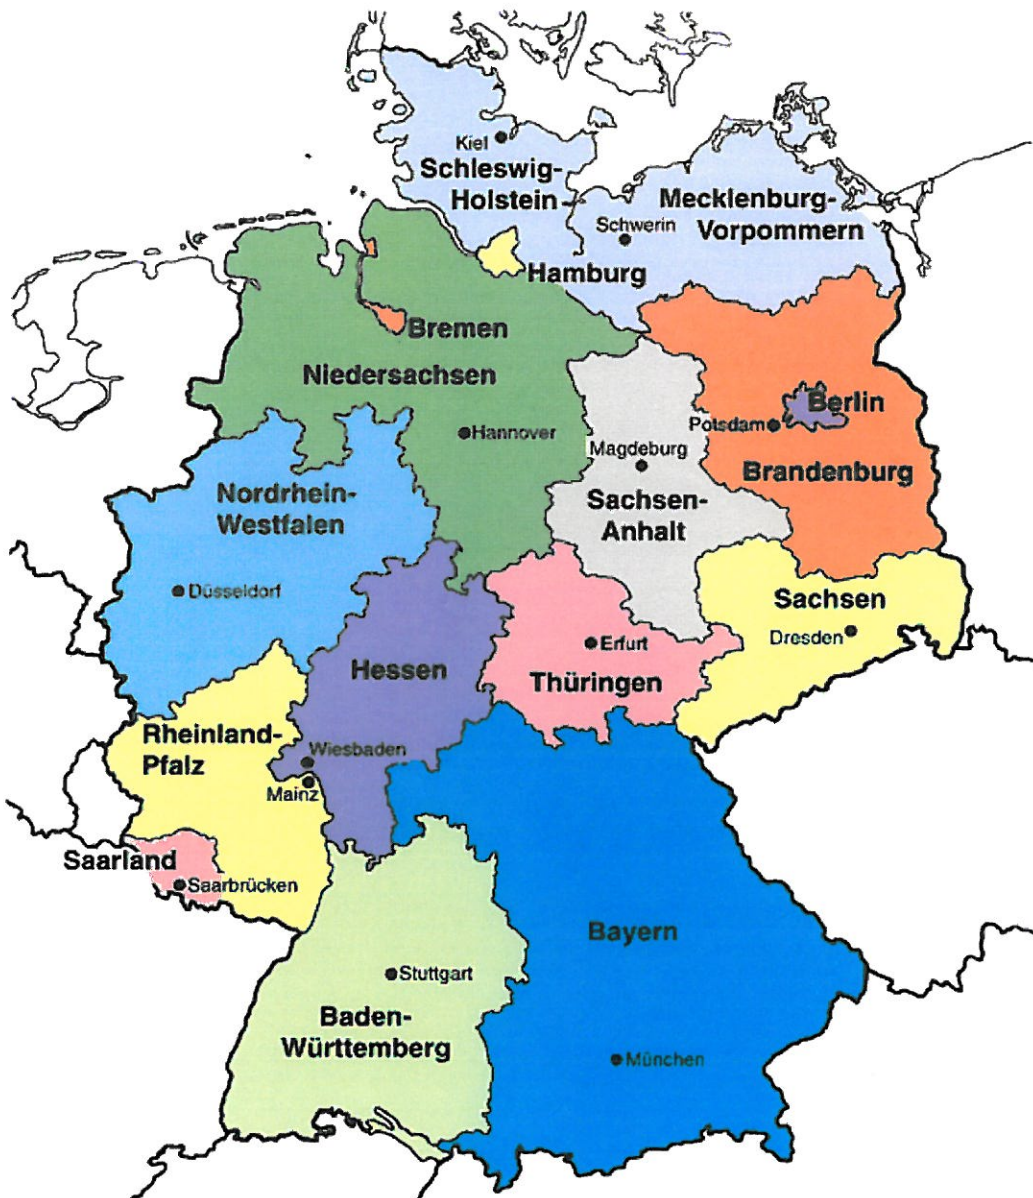 Kiel
Schleswig-
Holstein
Mecklenburg-
Vorpommern
Schwerin
Hamburg
Bremen
Niedersachsen
Hannover
Berlin
Potsdam
Brandenburg
Magdeburg
Sachsen-
Anhalt
Nordrhein-
Westfalen
Düsseldorf
Sachsen
Dresden
Erfurt
Thüringen
Hessen
Rheinland-
Pfalz
Wiesbaden
Mainz
Saarland
Saarbrücken
Bayern
Stuttgart
Baden-
Württemberg
München